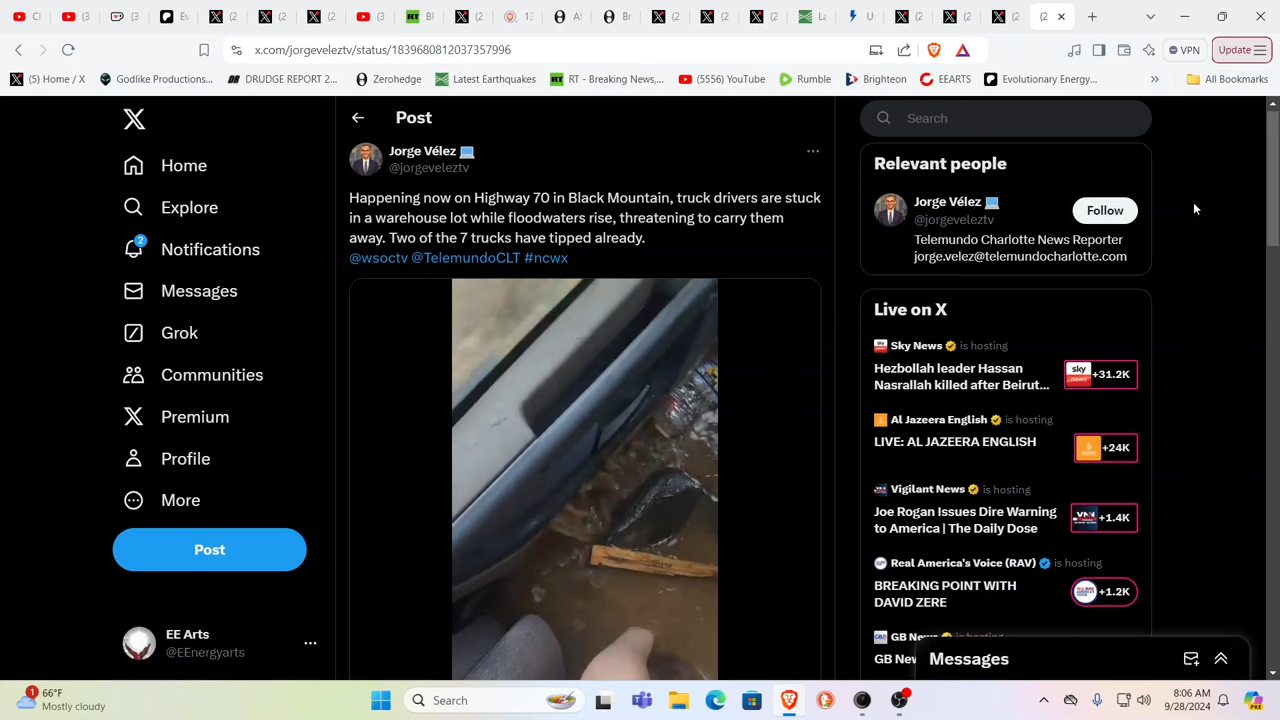 x.com/jorgeveleztv/status/1839680812037357996
VPN
Update
(5) Home / X
Godlike Productions...
DRUDGE REPORT 2...
Zerohedge
Latest Earthquakes
RT - Breaking News,...
(5556) YouTube
Rumble
Brighteon
EEARTS
Evolutionary Energy...
All Bookmarks
Home
Explore
2
Notifications
Messages
Grok
Communities
Premium
Profile
More
Post
EE Arts
@EEnergyarts
Post
Jorge Vélez
@jorgeveleztv
Happening now on Highway 70 in Black Mountain, truck drivers are stuck
in a warehouse lot while floodwaters rise, threatening to carry them
away. Two of the 7 trucks have tipped already.
@wsoctv @TelemundoCLT #ncwx
Search
Relevant people
Jorge Vélez
@jorgeveleztv
Follow
Telemundo Charlotte News Reporter
jorge.velez@telemundocharlotte.com
Live on X
Sky News is hosting
Hezbollah leader Hassan
Nasrallah killed after Beirut...
+31.2K
Al Jazeera English is hosting
LIVE: AL JAZEERA ENGLISH
+24K
Vigilant News is hosting
Joe Rogan Issues Dire Warning
to America | The Daily Dose
+1.4K
Real America's Voice (RAV) is hosting
BREAKING POINT WITH
DAVID ZERE
+1.2K
Messages
1
66°F
Mostly cloudy
Search
8:06 AM
9/28/2024